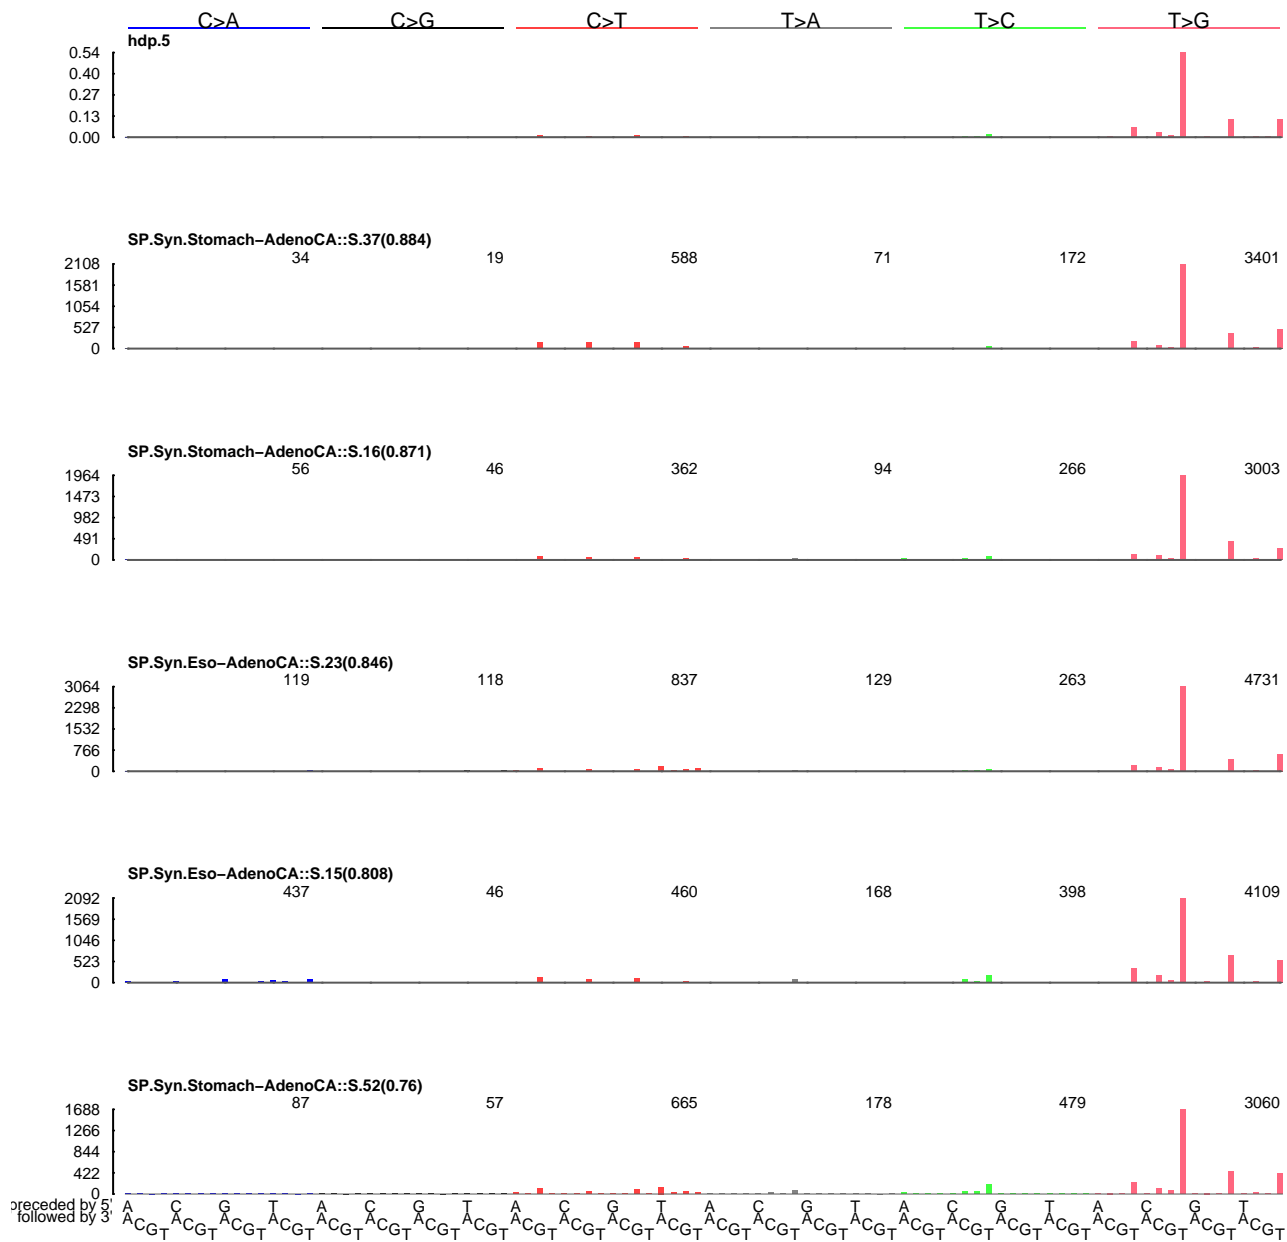 C>A C>G C>T T>A T>C T>G
hdp.5
0.54
0.40
0.27
0.13
0.00
SP.Syn.Stomach−AdenoCA::S.37(0.884)
34 19 588 71 172 3401
2108
1581
1054
527
0
SP.Syn.Stomach−AdenoCA::S.16(0.871)
56 46 362 94 266 3003
1964
1473
982
491
0
SP.Syn.Eso−AdenoCA::S.23(0.846)
119 118 837 129 263 4731
3064
2298
1532
766
0
SP.Syn.Eso−AdenoCA::S.15(0.808)
437 46 460 168 398 4109
2092
1569
1046
523
0
SP.Syn.Stomach−AdenoCA::S.52(0.76)
87 57 665 178 479 3060
1688
1266
844
422
0
preceded by 5' A C G T A C G T A C G T A C G T A C G T A C G T
followed by 3' A C G T A C G T A C G T A C G T A C G T A C G T A C G T A C G T A C G T A C G T A C G T A C G T A C G T A C G T A C G T A C G T A C G T A C G T A C G T A C G T A C G T A C G T A C G T A C G T